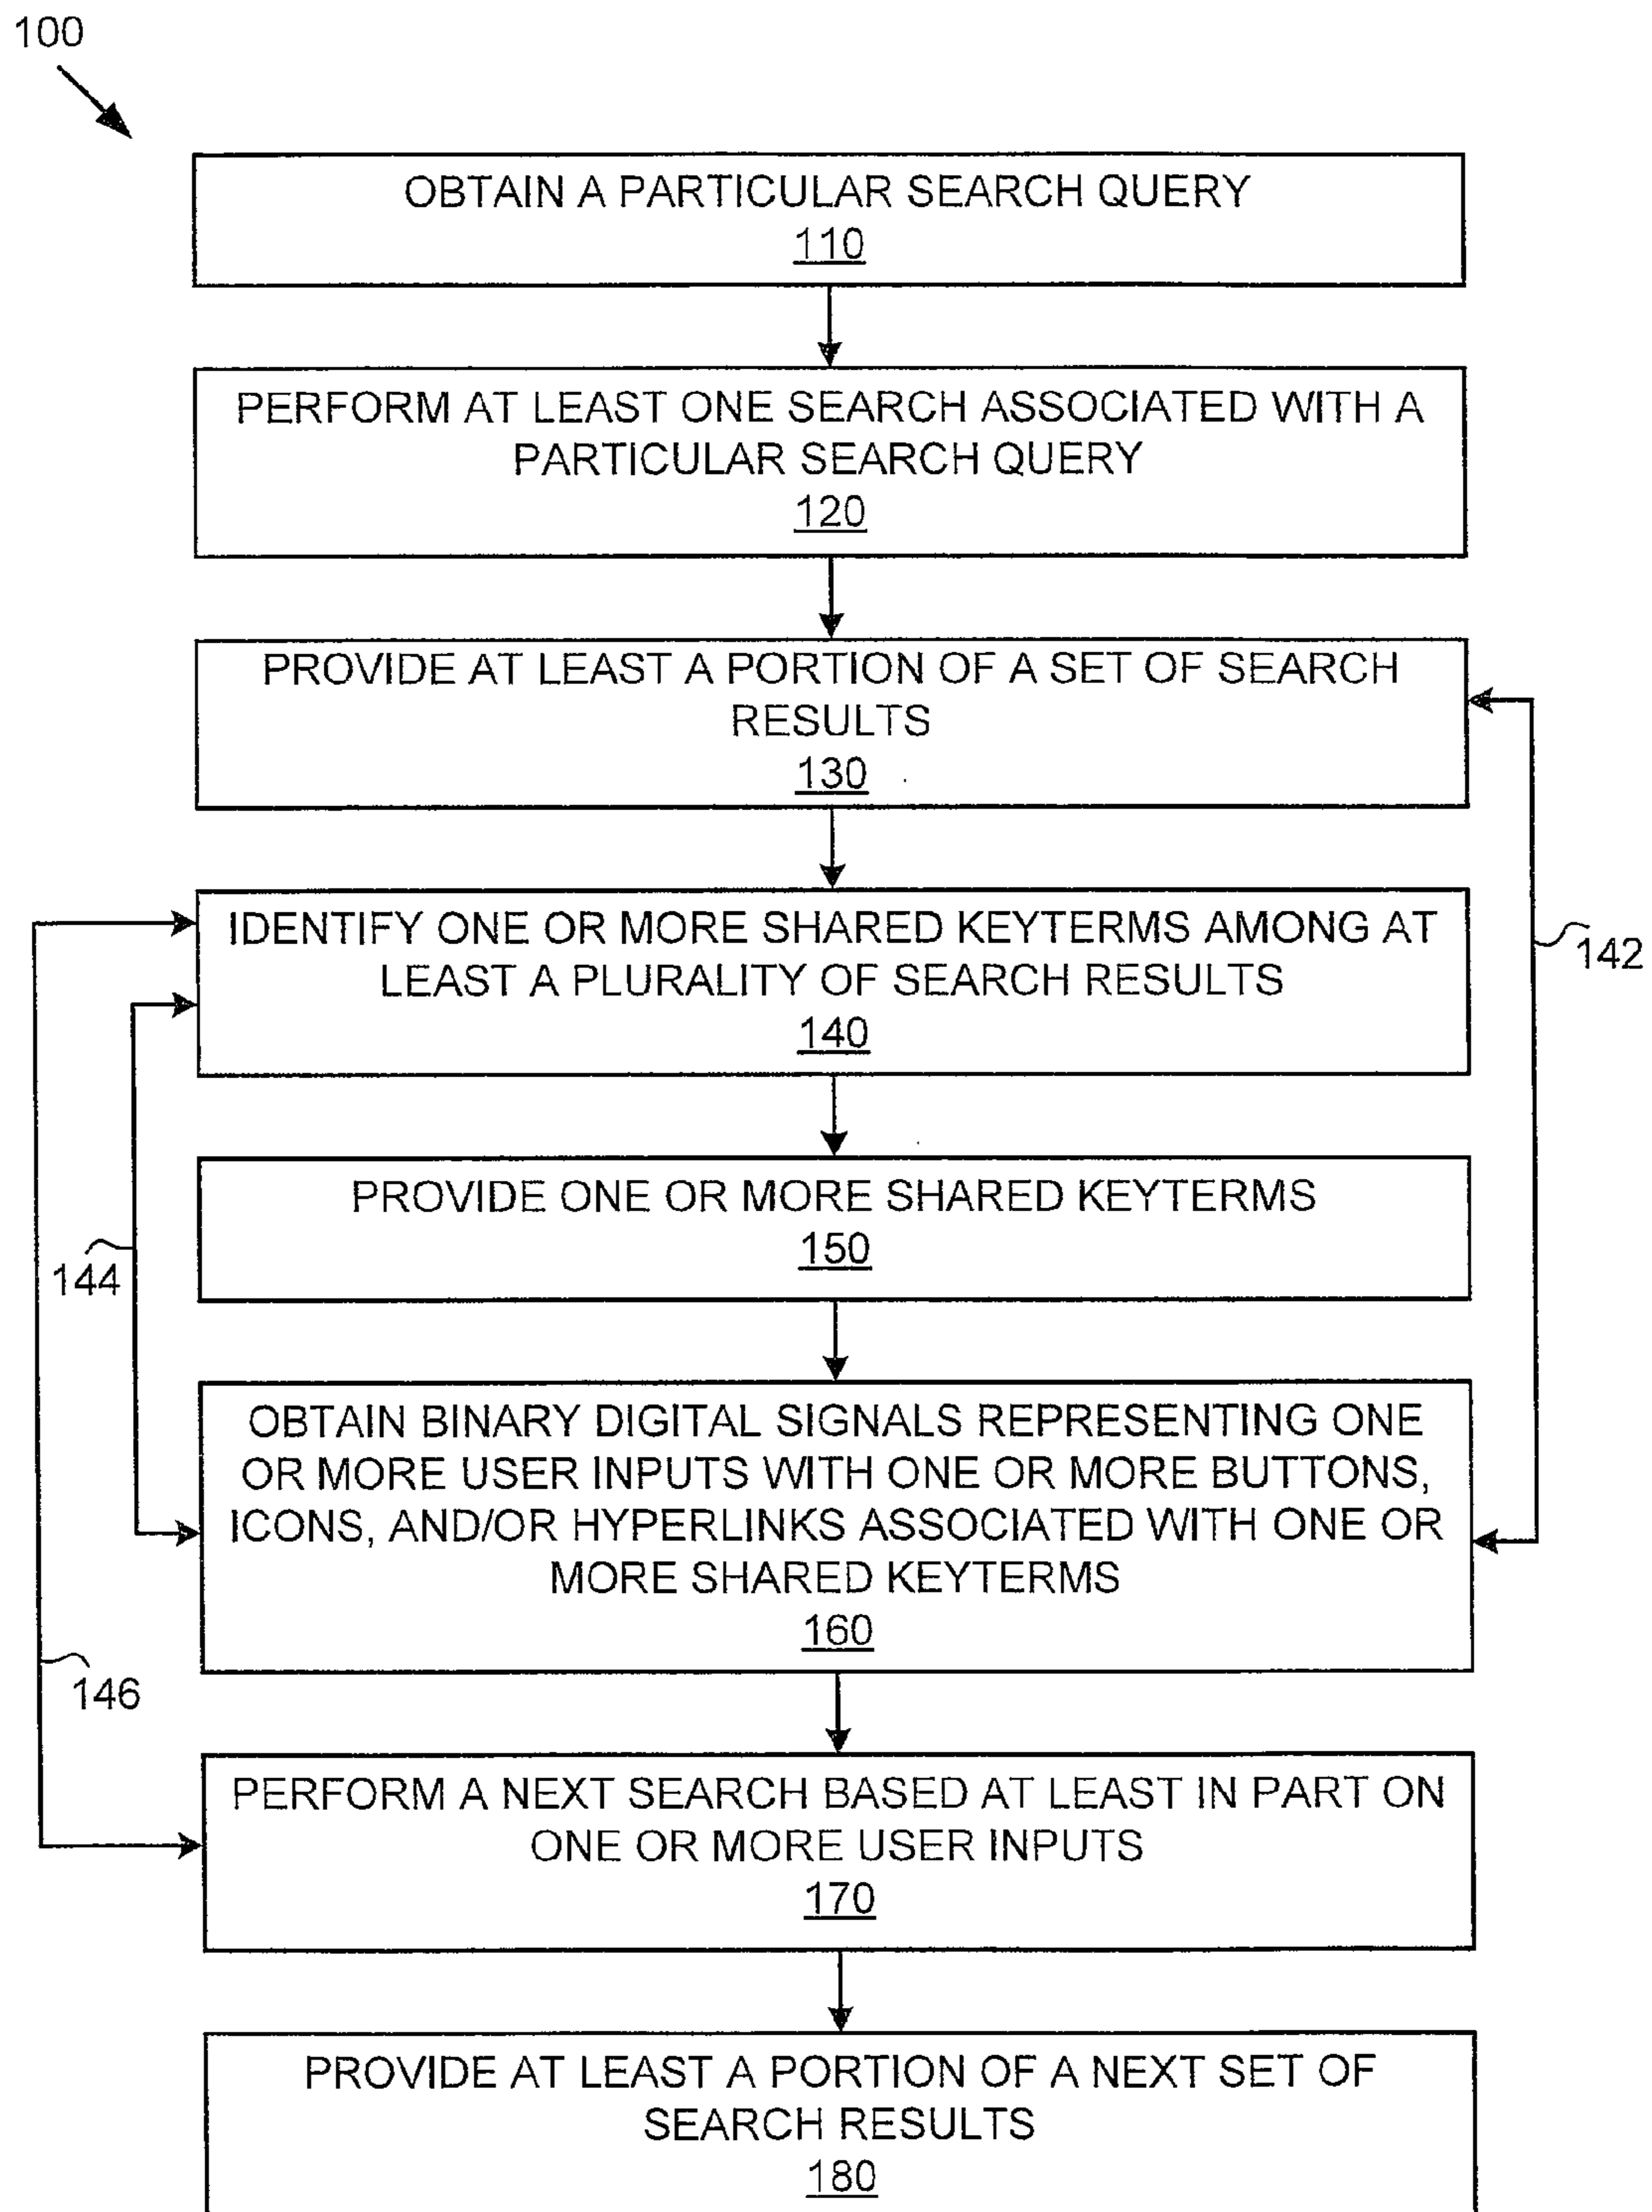 100
OBTAIN A PARTICULAR SEARCH QUERY
110
PERFORM AT LEAST ONE SEARCH ASSOCIATED WITH A
PARTICULAR SEARCH QUERY
120
PROVIDE AT LEAST A PORTION OF A SET OF SEARCH
RESULTS
130
IDENTIFY ONE OR MORE SHARED KEYTERMS AMONG AT
LEAST A PLURALITY OF SEARCH RESULTS
140
142
PROVIDE ONE OR MORE SHARED KEYTERMS
150
144
OBTAIN BINARY DIGITAL SIGNALS REPRESENTING ONE
OR MORE USER INPUTS WITH ONE OR MORE BUTTONS,
ICONS, AND/OR HYPERLINKS ASSOCIATED WITH ONE OR
MORE SHARED KEYTERMS
160
146
PERFORM A NEXT SEARCH BASED AT LEAST IN PART ON
ONE OR MORE USER INPUTS
170
PROVIDE AT LEAST A PORTION OF A NEXT SET OF
SEARCH RESULTS
180